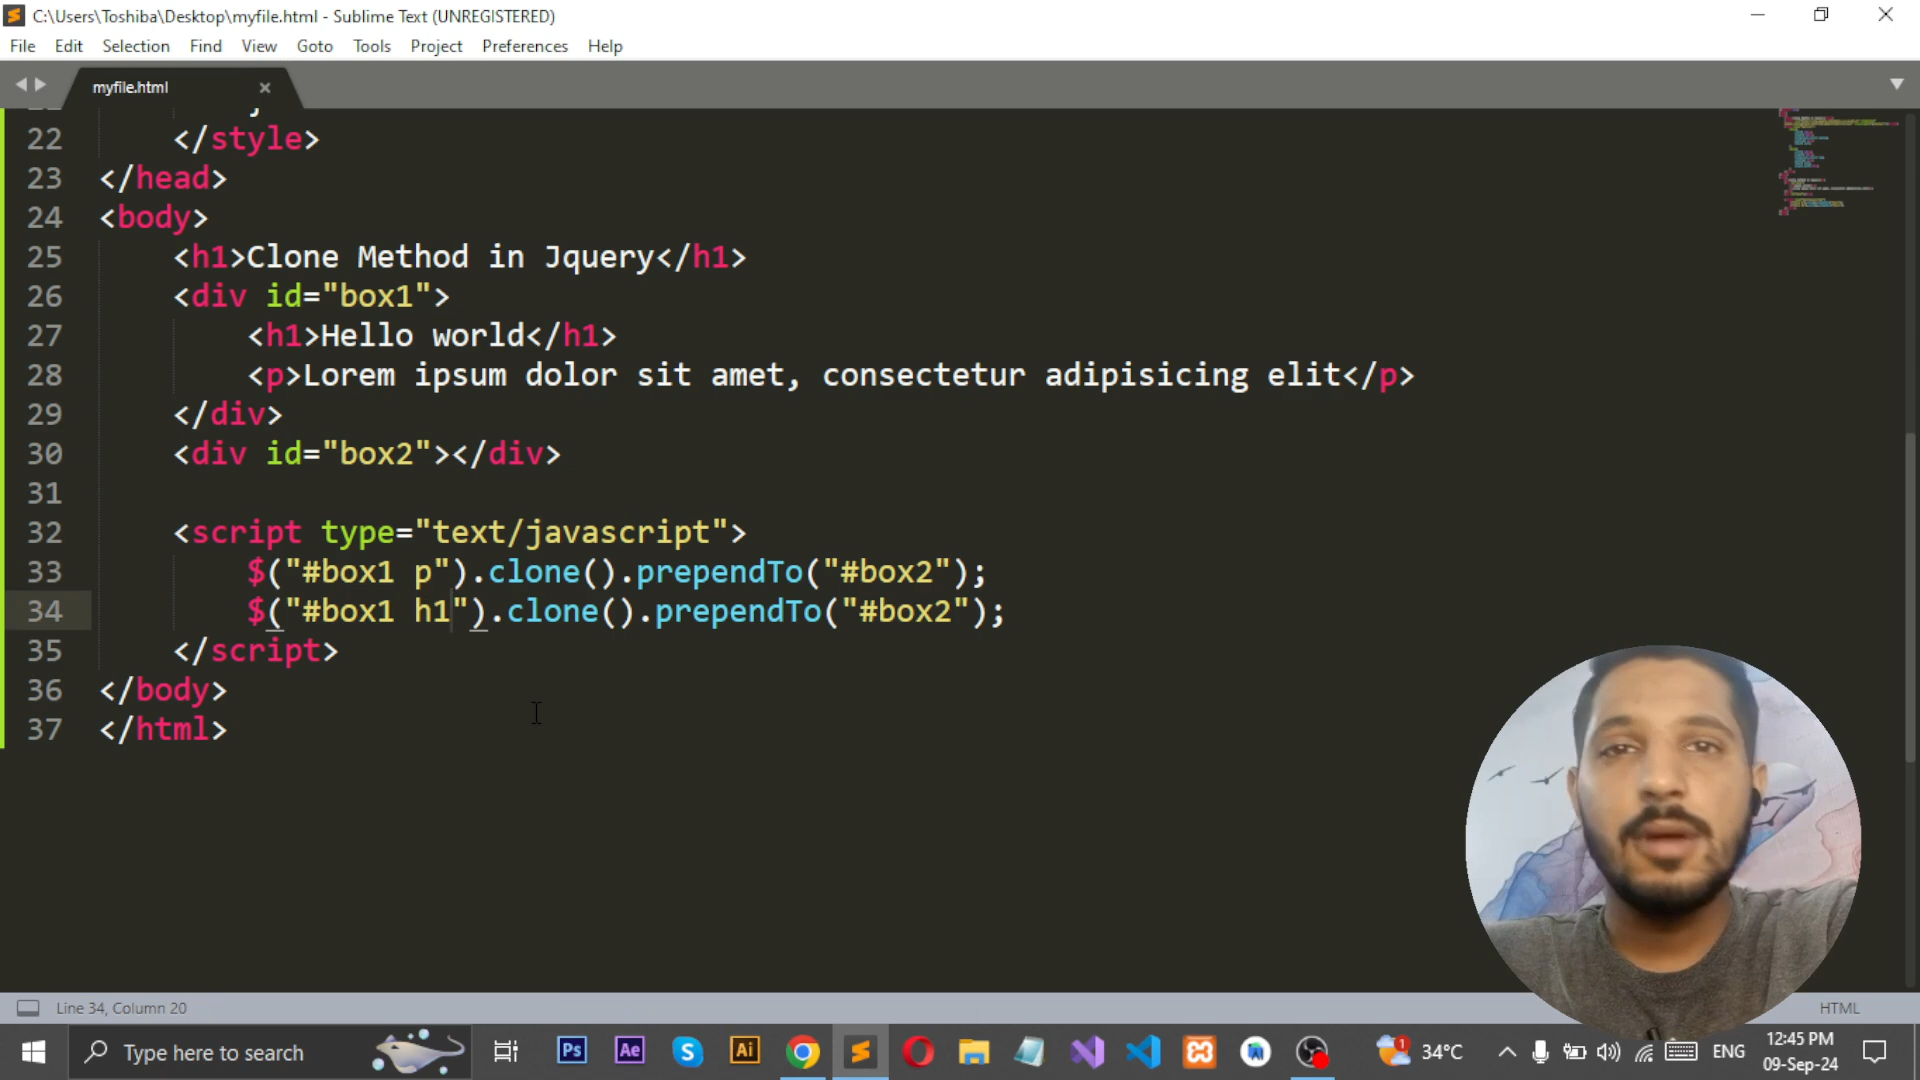 C:\Users\Toshiba\Desktop\myfile.html - Sublime Text (UNREGISTERED)
File Edit Selection Find View Goto Tools Project Preferences Help
myfile.html
22 </style>
23 </head>
24 <body>
25 <h1>Clone Method in Jquery</h1>
26 <div id="box1">
27 <h1>Hello world</h1>
28 <p>Lorem ipsum dolor sit amet, consectetur adipisicing elit</p>
29 </div>
30 <div id="box2"></div>
31
32 <script type="text/javascript">
33 $("#box1 p").clone().prependTo("#box2");
34 $("#box1 h1").clone().prependTo("#box2");
35 </script>
36 </body>
37 </html>
Line 34, Column 20
HTML
Type here to search
Ps
Ae
Ai
1
34°C
ENG
12:45 PM
09-Sep-24